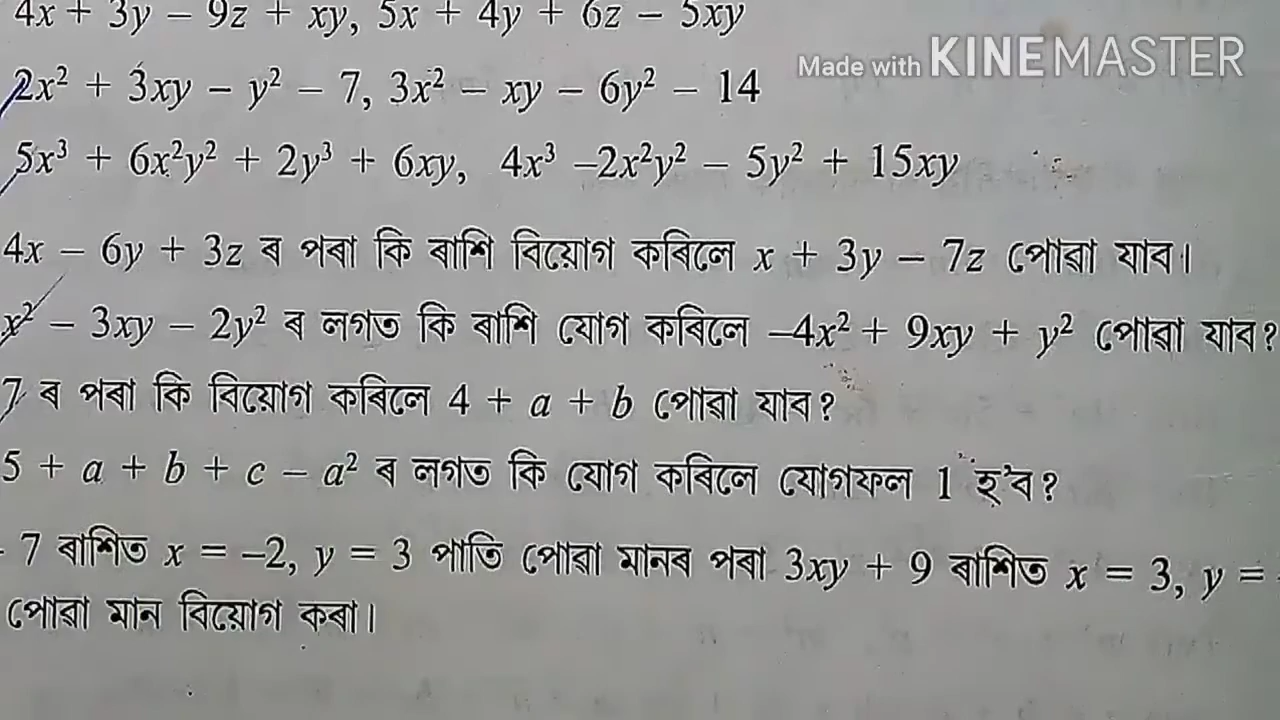 4x + 3y − 9z + xy, 5x + 4y + 6z − 5xy
Made with KINEMASTER
2x² + 3xy − y² − 7, 3x² − xy − 6y² − 14
5x³ + 6x²y² + 2y³ + 6xy, 4x³ −2x²y² − 5y² + 15xy
4x − 6y + 3z ৰ পৰা কি ৰাশি বিয়োগ কৰিলে x + 3y − 7z পোৱা যাব।
x² − 3xy − 2y² ৰ লগত কি ৰাশি যোগ কৰিলে −4x² + 9xy + y² পোৱা যাব?
7 ৰ পৰা কি বিয়োগ কৰিলে 4 + a + b পোৱা যাব?
5 + a + b + c − a² ৰ লগত কি যোগ কৰিলে যোগফল 1 হ'ব?
- 7 ৰাশিত x = −2, y = 3 পাতি পোৱা মানৰ পৰা 3xy + 9 ৰাশিত x = 3, y =
পোৱা মান বিয়োগ কৰা।